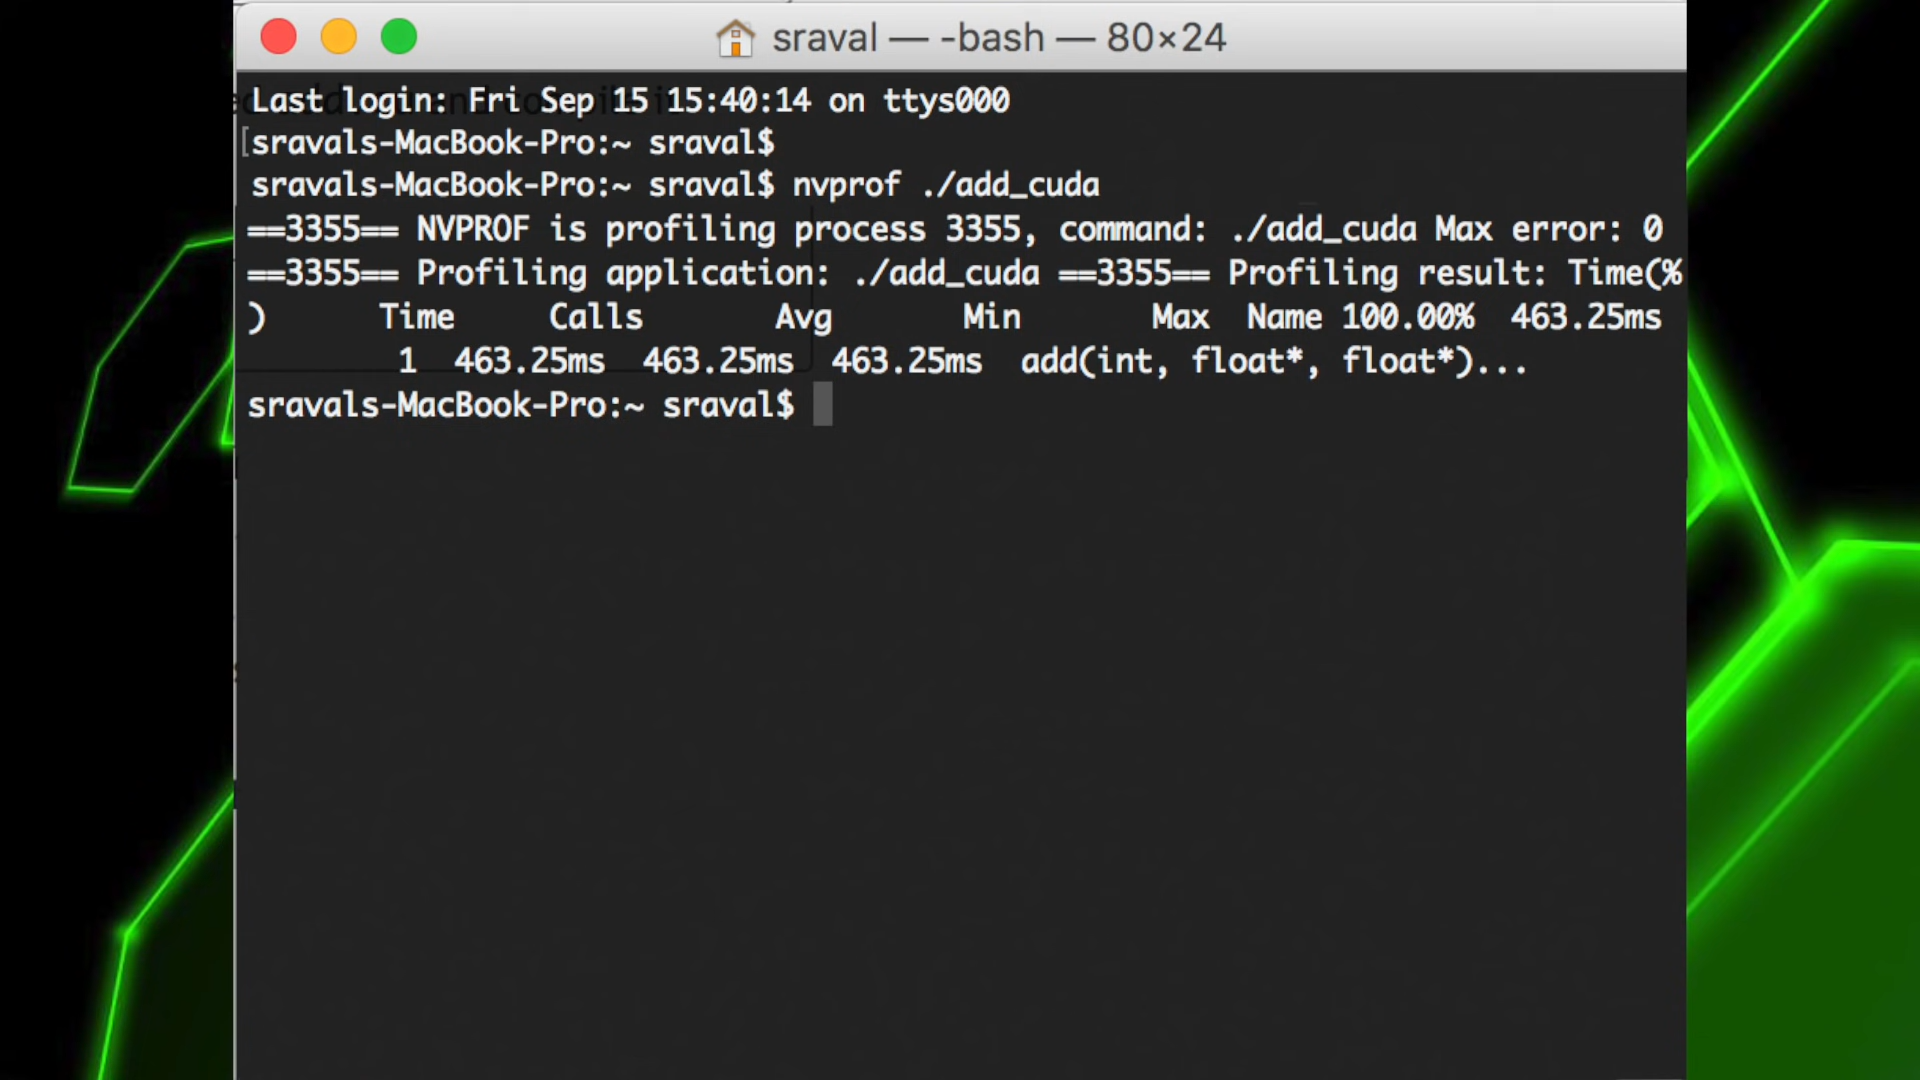 sraval — -bash — 80×24
Last login: Fri Sep 15 15:40:14 on ttys000
[sravals-MacBook-Pro:~ sraval$
sravals-MacBook-Pro:~ sraval$ nvprof ./add_cuda
==3355== NVPROF is profiling process 3355, command: ./add_cuda Max error: 0
==3355== Profiling application: ./add_cuda ==3355== Profiling result: Time(%
) Time Calls Avg Min Max Name 100.00% 463.25ms
1 463.25ms 463.25ms 463.25ms add(int, float*, float*)...
sravals-MacBook-Pro:~ sraval$